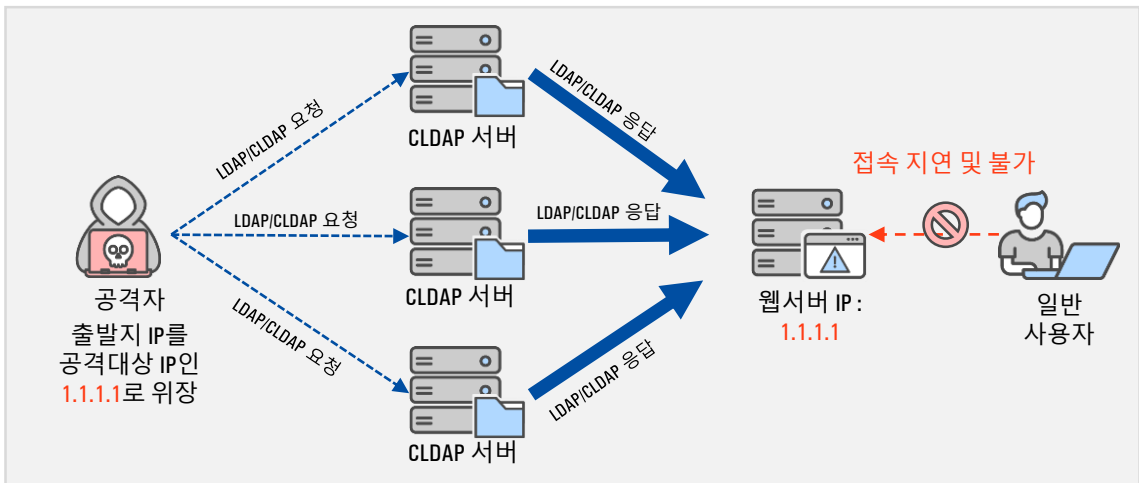 LDAP/CLDAP 요청
CLDAP 서버
LDAP/CLDAP 응답
LDAP/CLDAP 요청
CLDAP 서버
LDAP/CLDAP 응답
LDAP/CLDAP 요청
CLDAP 서버
LDAP/CLDAP 응답
공격자
출발지 IP를
공격대상 IP인
1.1.1.1로 위장
접속 지연 및 불가
웹서버 IP :
1.1.1.1
일반
사용자